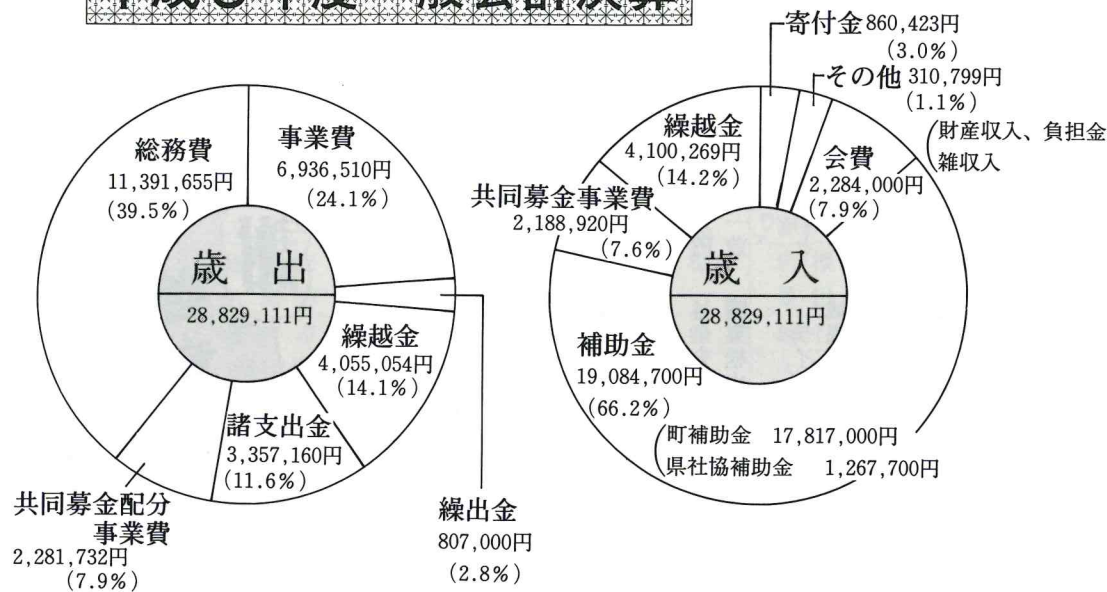 総務費
11,391,655円
(39.5%)
事業費
6,936,510円
(24.1%)
歳出
28,829,111円
繰越金
4,055,054円
(14.1%)
諸支出金
3,357,160円
(11.6%)
共同募金配分
事業費
2,281,732円
(7.9%)
繰出金
807,000円
(2.8%)
寄付金 860,423円
(3.0%)
その他 310,799円
(1.1%)
(財産収入、負担金
雑収入
繰越金
4,100,269円
(14.2%)
会費
2,284,000円
(7.9%)
共同募金事業費
2,188,920円
(7.6%)
歳入
28,829,111円
補助金
19,084,700円
(66.2%)
(町補助金 17,817,000円
県社協補助金 1,267,700円